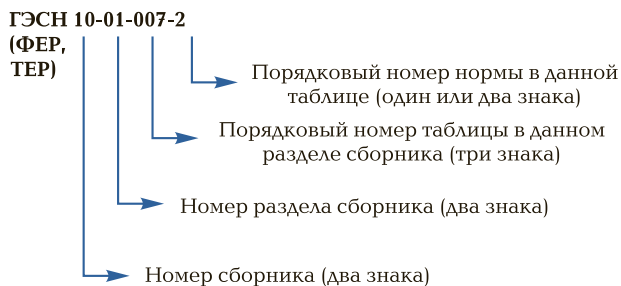 ГЭСН 10-01-007-2
(ФЕР,
ТЕР)
Порядковый номер нормы в данной
таблице (один или два знака)
Порядковый номер таблицы в данном
разделе сборника (три знака)
Номер раздела сборника (два знака)
Номер сборника (два знака)